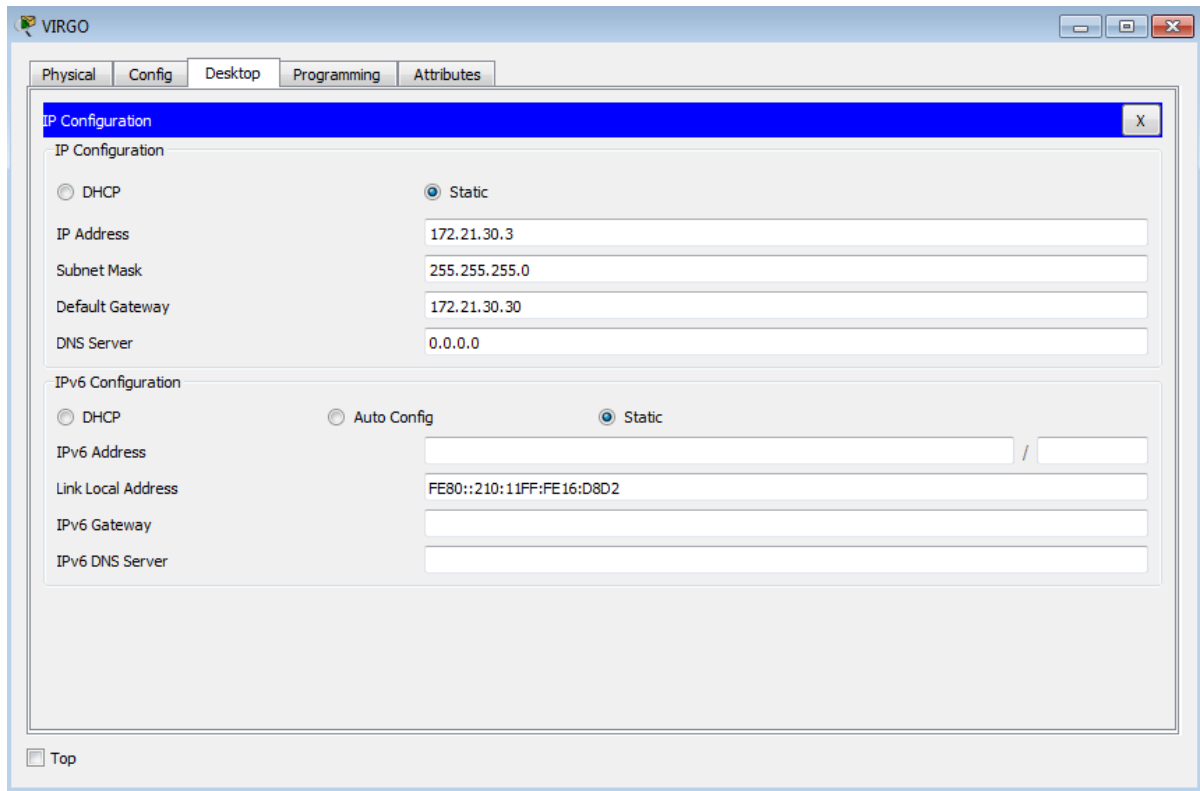 VIRGO
Physical Config Desktop Programming Attributes
IP Configuration X
IP Configuration
DHCP Static
IP Address 172.21.30.3
Subnet Mask 255.255.255.0
Default Gateway 172.21.30.30
DNS Server 0.0.0.0
IPv6 Configuration
DHCP Auto Config Static
IPv6 Address /
Link Local Address FE80::210:11FF:FE16:D8D2
IPv6 Gateway
IPv6 DNS Server
Top